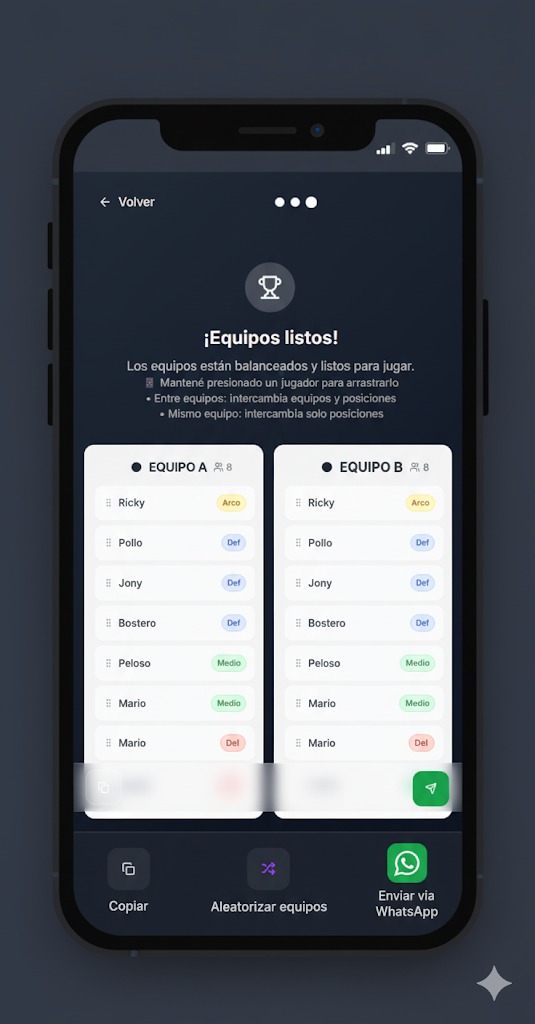 Volver
¡Equipos listos!
Los equipos están balanceados y listos para jugar.
Mantené presionado un jugador para arrastrarlo
• Entre equipos: intercambia equipos y posiciones
• Mismo equipo: intercambia solo posiciones
EQUIPO A 8
Ricky Arco
Pollo Def
Jony Def
Bostero Def
Peloso Medio
Mario Medio
Mario Del
EQUIPO B 8
Ricky Arco
Pollo Def
Jony Def
Bostero Def
Peloso Medio
Mario Medio
Mario Del
Copiar
Aleatorizar equipos
Enviar via
WhatsApp